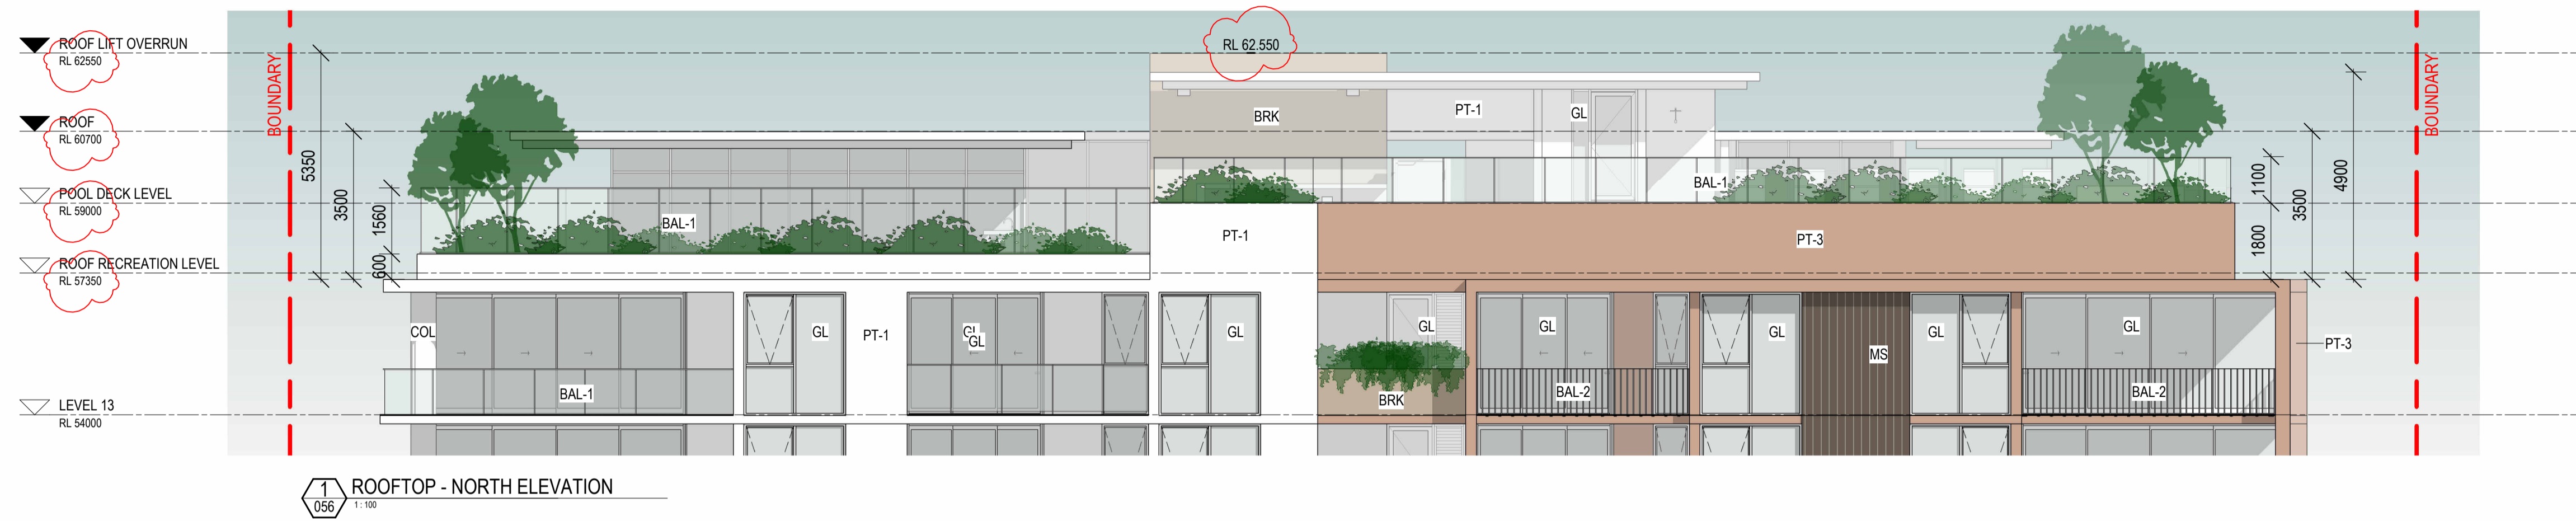 ROOF LIFT OVERRUN
RL 62550
ROOF
RL 60700
POOL DECK LEVEL
RL 59000
ROOF RECREATION LEVEL
RL 57350
LEVEL 13
RL 54000
BOUNDARY
5350
3500
1560
600
RL 62.550
BRK
PT-1
GL
BAL-1
BAL-1
PT-1
PT-3
BOUNDARY
1100
1800
3500
4900
COL
GL
PT-1
GL
GL
GL
GL
GL
GL
MS
GL
GL
PT-3
BAL-1
BRK
BAL-2
BAL-2
1
056
ROOFTOP - NORTH ELEVATION
1 : 100